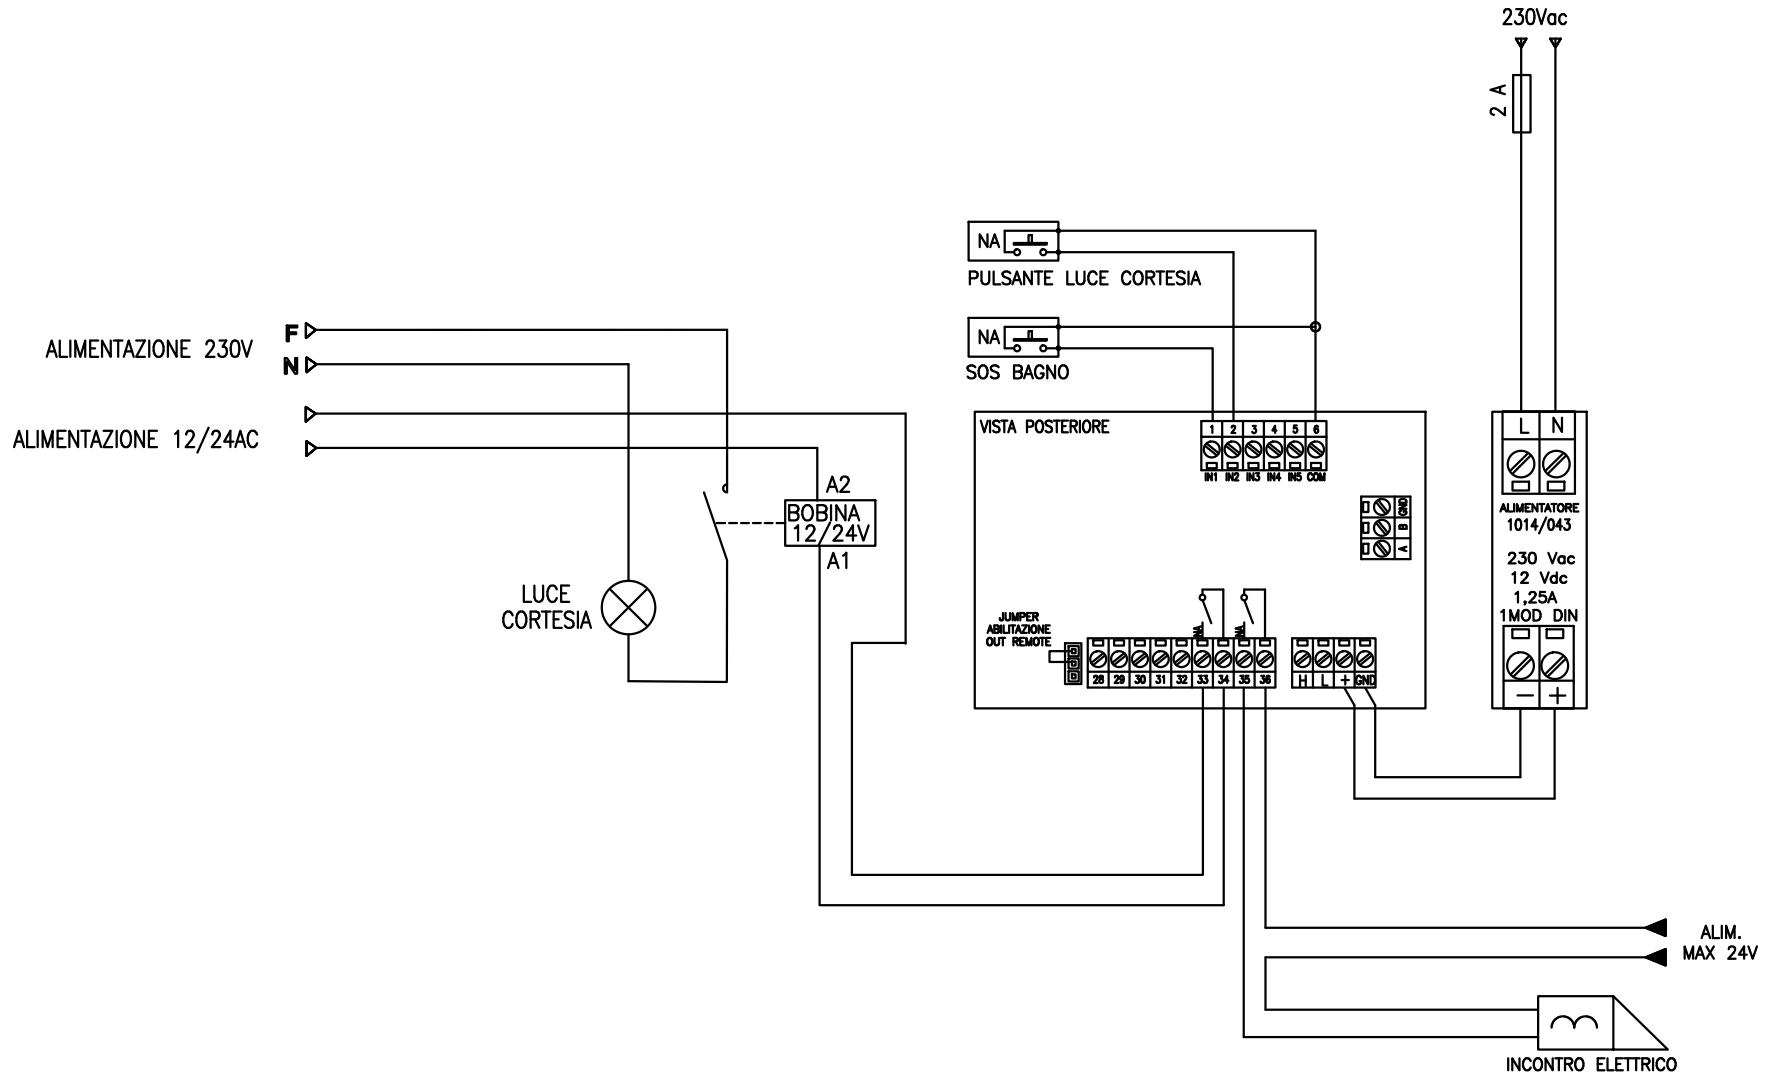 230Vac
2 A
NA
PULSANTE LUCE CORTESIA
NA
SOS BAGNO
ALIMENTAZIONE 230V
F
N
ALIMENTAZIONE 12/24AC
A2
BOBINA
12/24V
A1
LUCE
CORTESIA
VISTA POSTERIORE
1 2 3 4 5 6
IN1 IN2 IN3 IN4 IN5 COM
GND
B
A
JUMPER
ABILITAZIONE
OUT REMOTE
NA
NA
28 29 30 31 32 33 34 35 36
H L + GND
L N
ALIMENTATORE
1014/043
230 Vac
12 Vdc
1,25A
1MOD DIN
− +
ALIM.
MAX 24V
INCONTRO ELETTRICO